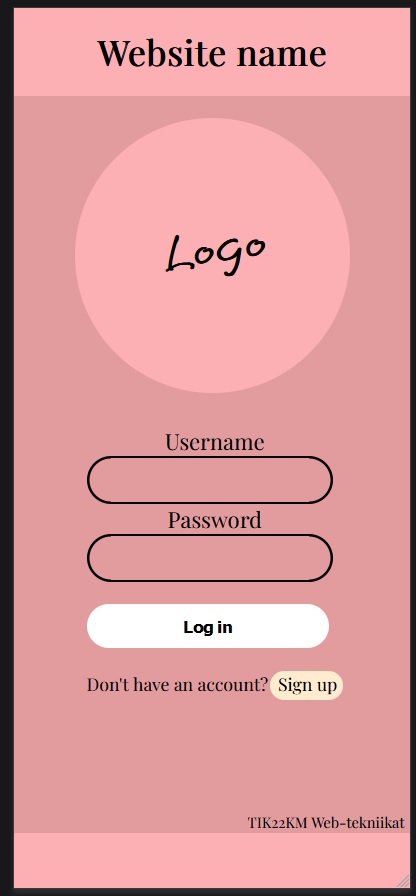 Website name
Logo
Username
Password
Log in
Don't have an account? Sign up
TIK22KM Web-tekniikat